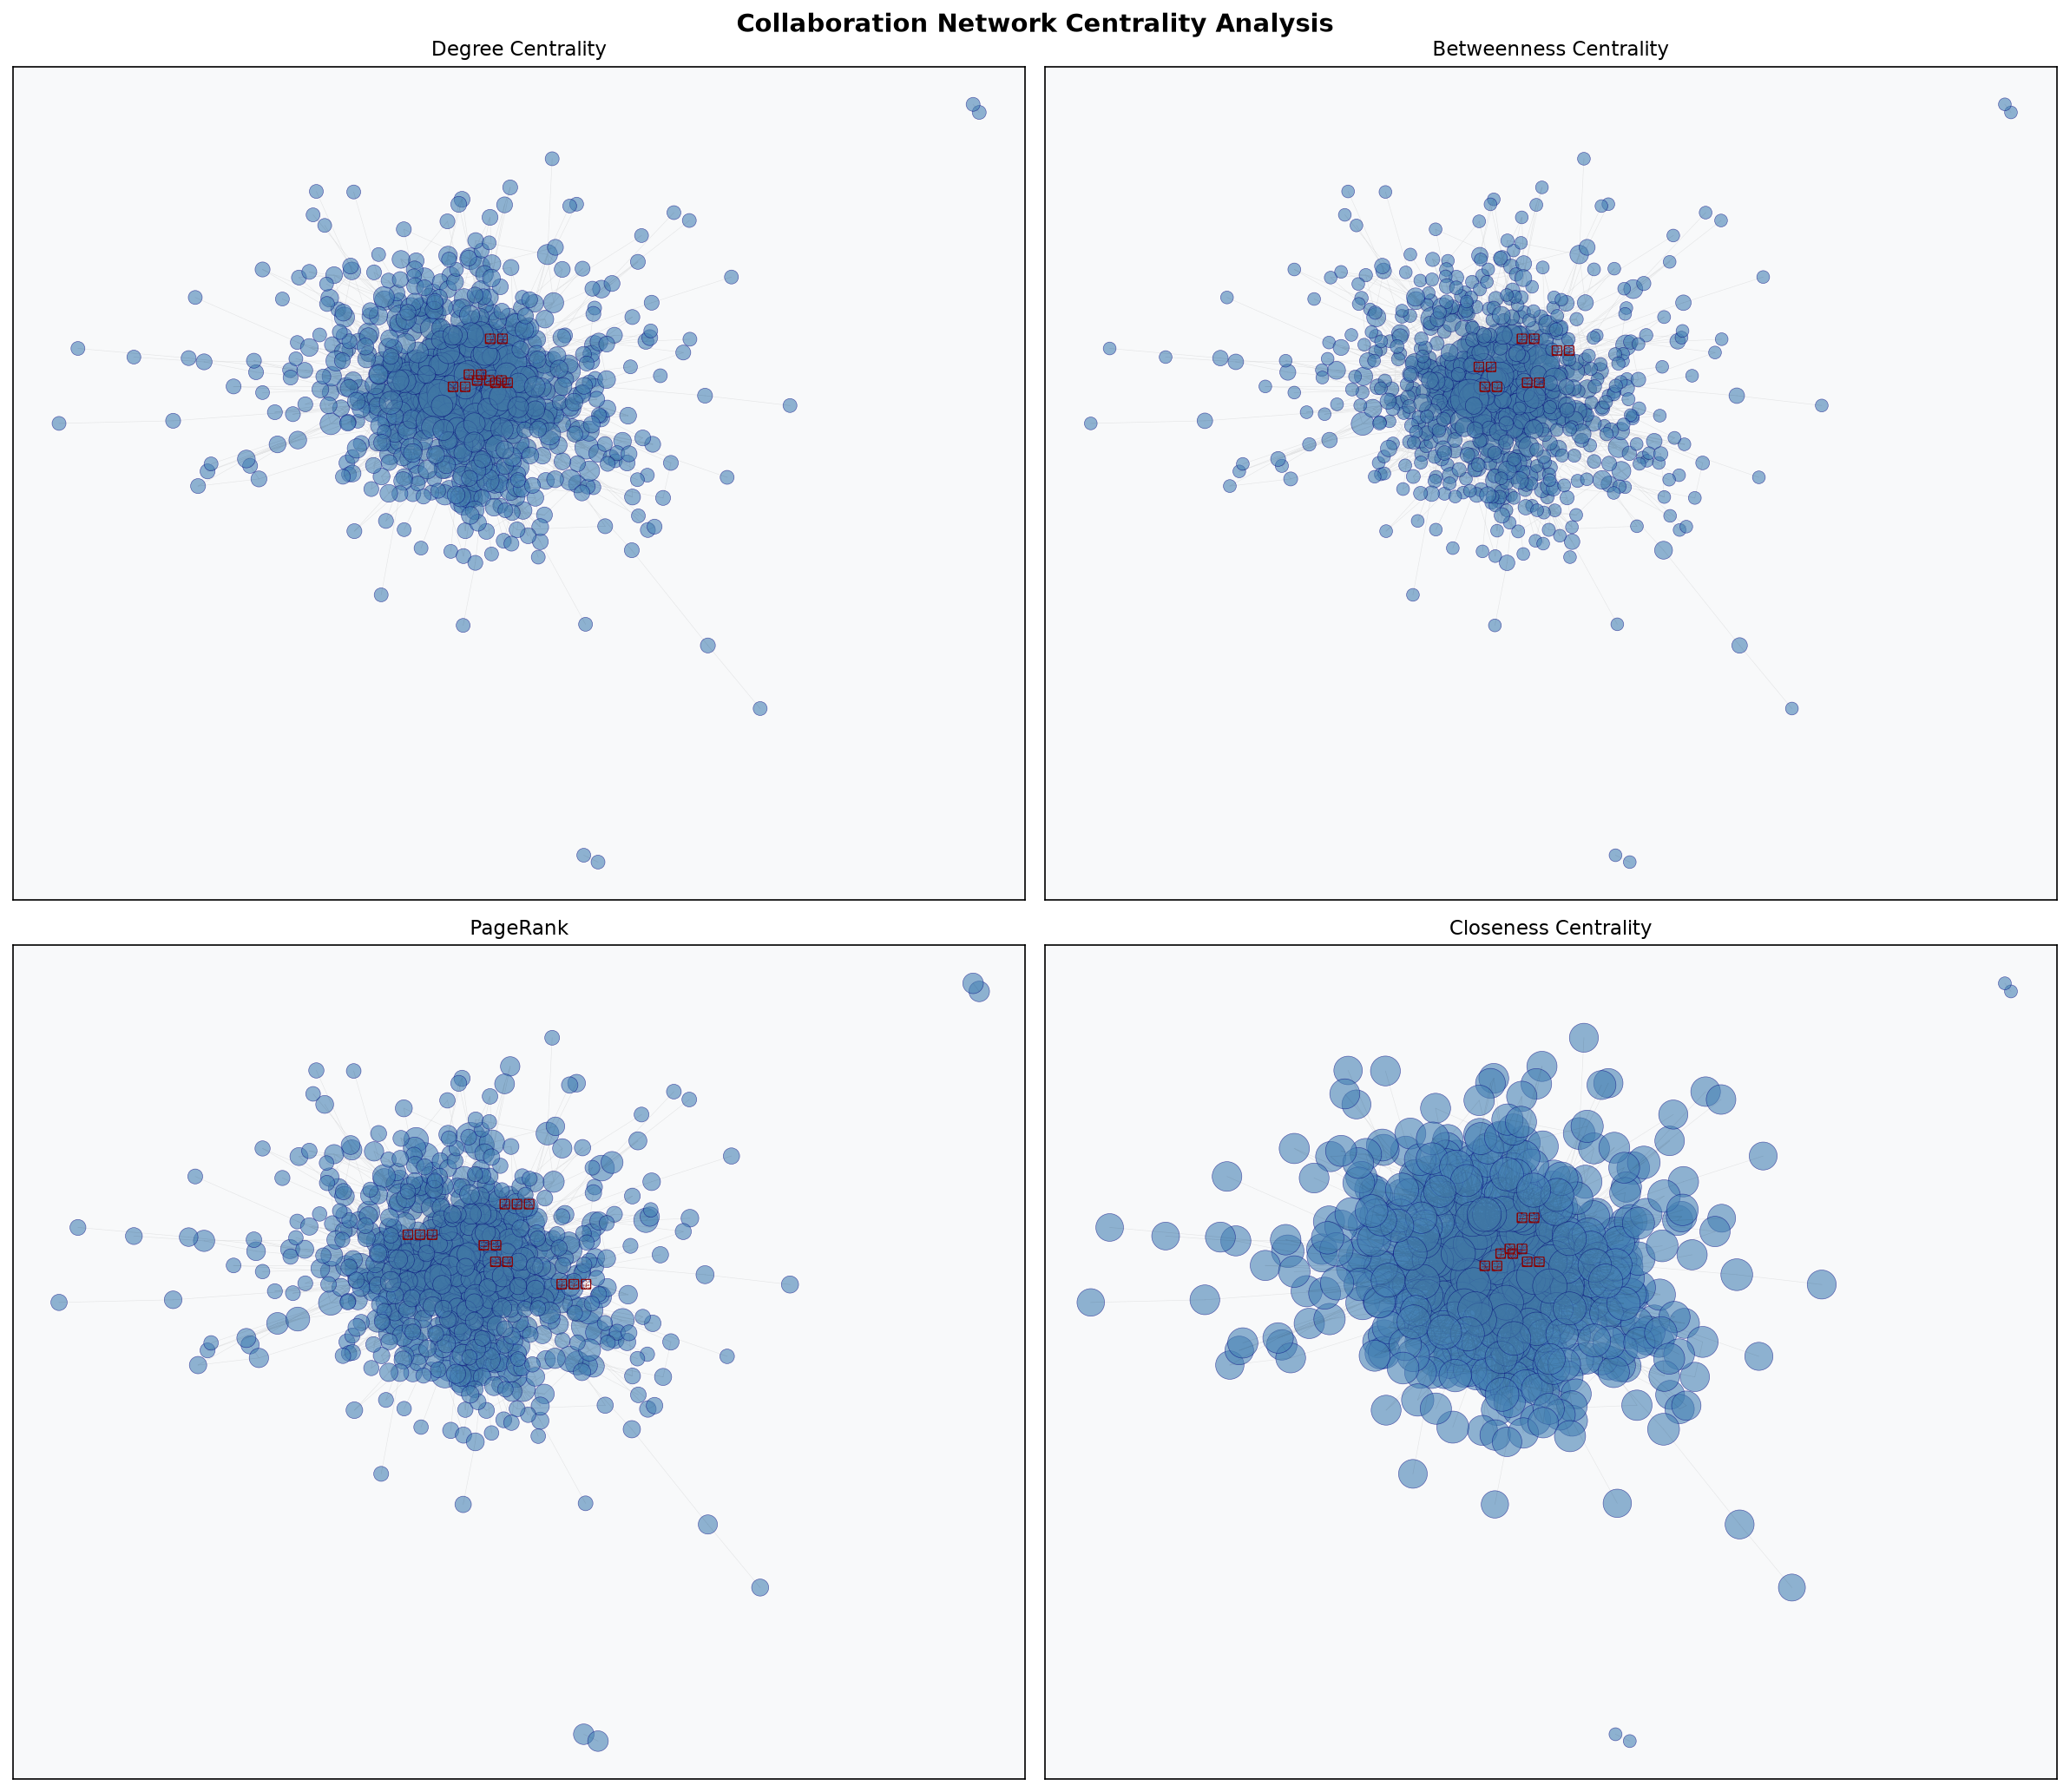 Collaboration Network Centrality Analysis
Degree Centrality
Betweenness Centrality
PageRank
Closeness Centrality